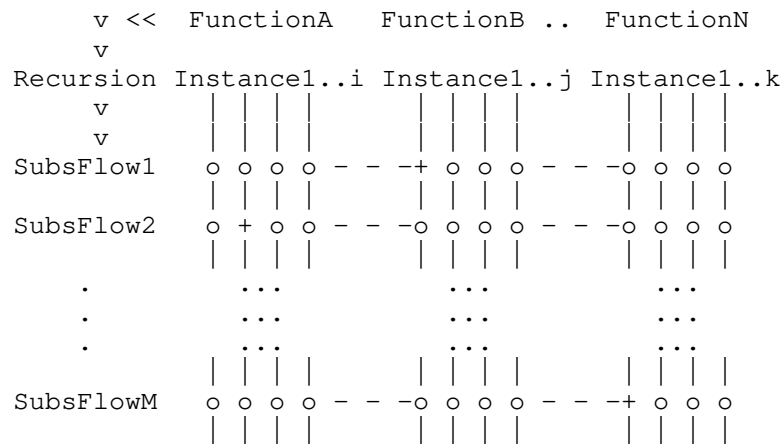 v << FunctionA FunctionB .. FunctionN
v
Recursion Instance1..i Instance1..j Instance1..k
v | | | | | | | | | | | |
v | | | | | | | | | | | |
SubsFlow1 o o o o - - -+ o o o - - -o o o o
| | | | | | | | | | | |
SubsFlow2 o + o o - - -o o o o - - -o o o o
| | | | | | | | | | | |
. ... ... ...
. ... ... ...
. ... ... ...
| | | | | | | | | | | |
SubsFlowM o o o o - - -o o o o - - -+ o o o
| | | | | | | | | | | |